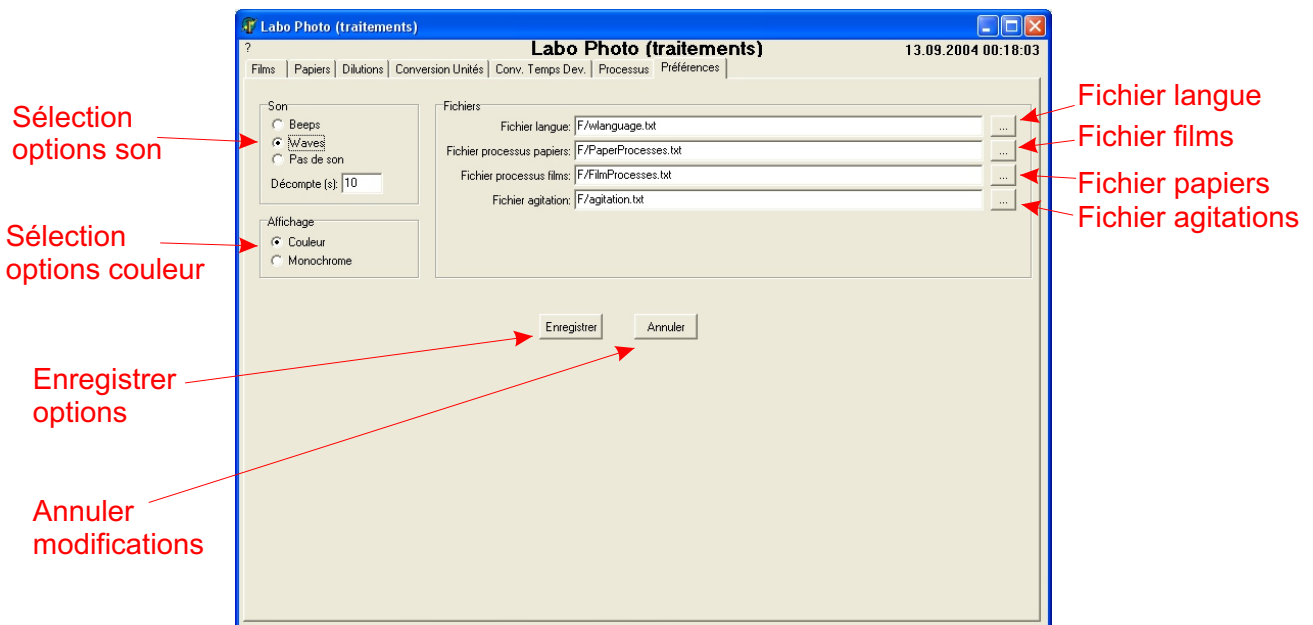 Labo Photo (traitements)
?
Labo Photo (traitements)
13.09.2004 00:18:03
Films
Papiers
Dilutions
Conversion Unités
Conv. Temps Dev.
Processus
Préférences
Sélection
options son
Son
Beeps
Waves
Pas de son
Décompte (s):
10
Sélection
options couleur
Affichage
Couleur
Monochrome
Fichiers
Fichier langue:
F/wlanguage.txt
...
Fichier processus papiers:
F/PaperProcesses.txt
...
Fichier processus films:
F/FilmProcesses.txt
...
Fichier agitation:
F/agitation.txt
...
Fichier langue
Fichier films
Fichier papiers
Fichier agitations
Enregistrer
Annuler
Enregistrer
options
Annuler
modifications